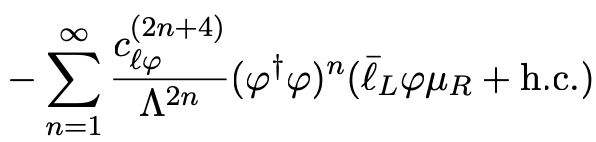 $$- \sum_{n=1}^{\infty} \frac{c_{\ell\varphi}^{(2n+4)}}{\Lambda^{2n}} (\varphi^\dagger \varphi)^n (\bar{\ell}_L \varphi \mu_R + \text{h.c.})$$